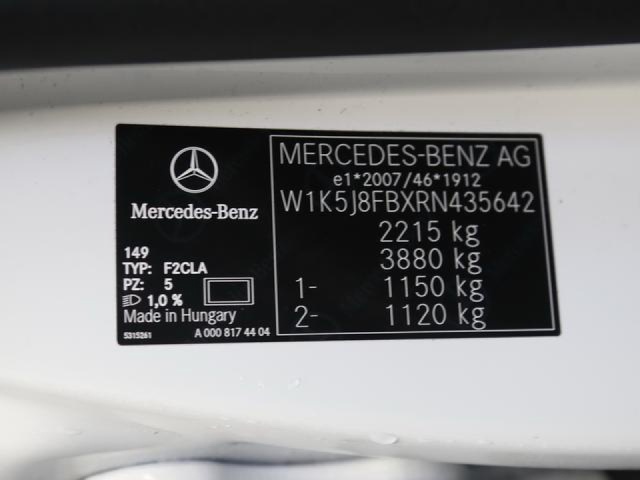 Mercedes-Benz
149
TYP: F2CLA
PZ: 5
1,0 %
Made in Hungary
5315261
A 000 817 44 04
MERCEDES-BENZ AG
e1*2007/46*1912
W1K5J8FBXRN435642
2215 kg
3880 kg
1- 1150 kg
2- 1120 kg